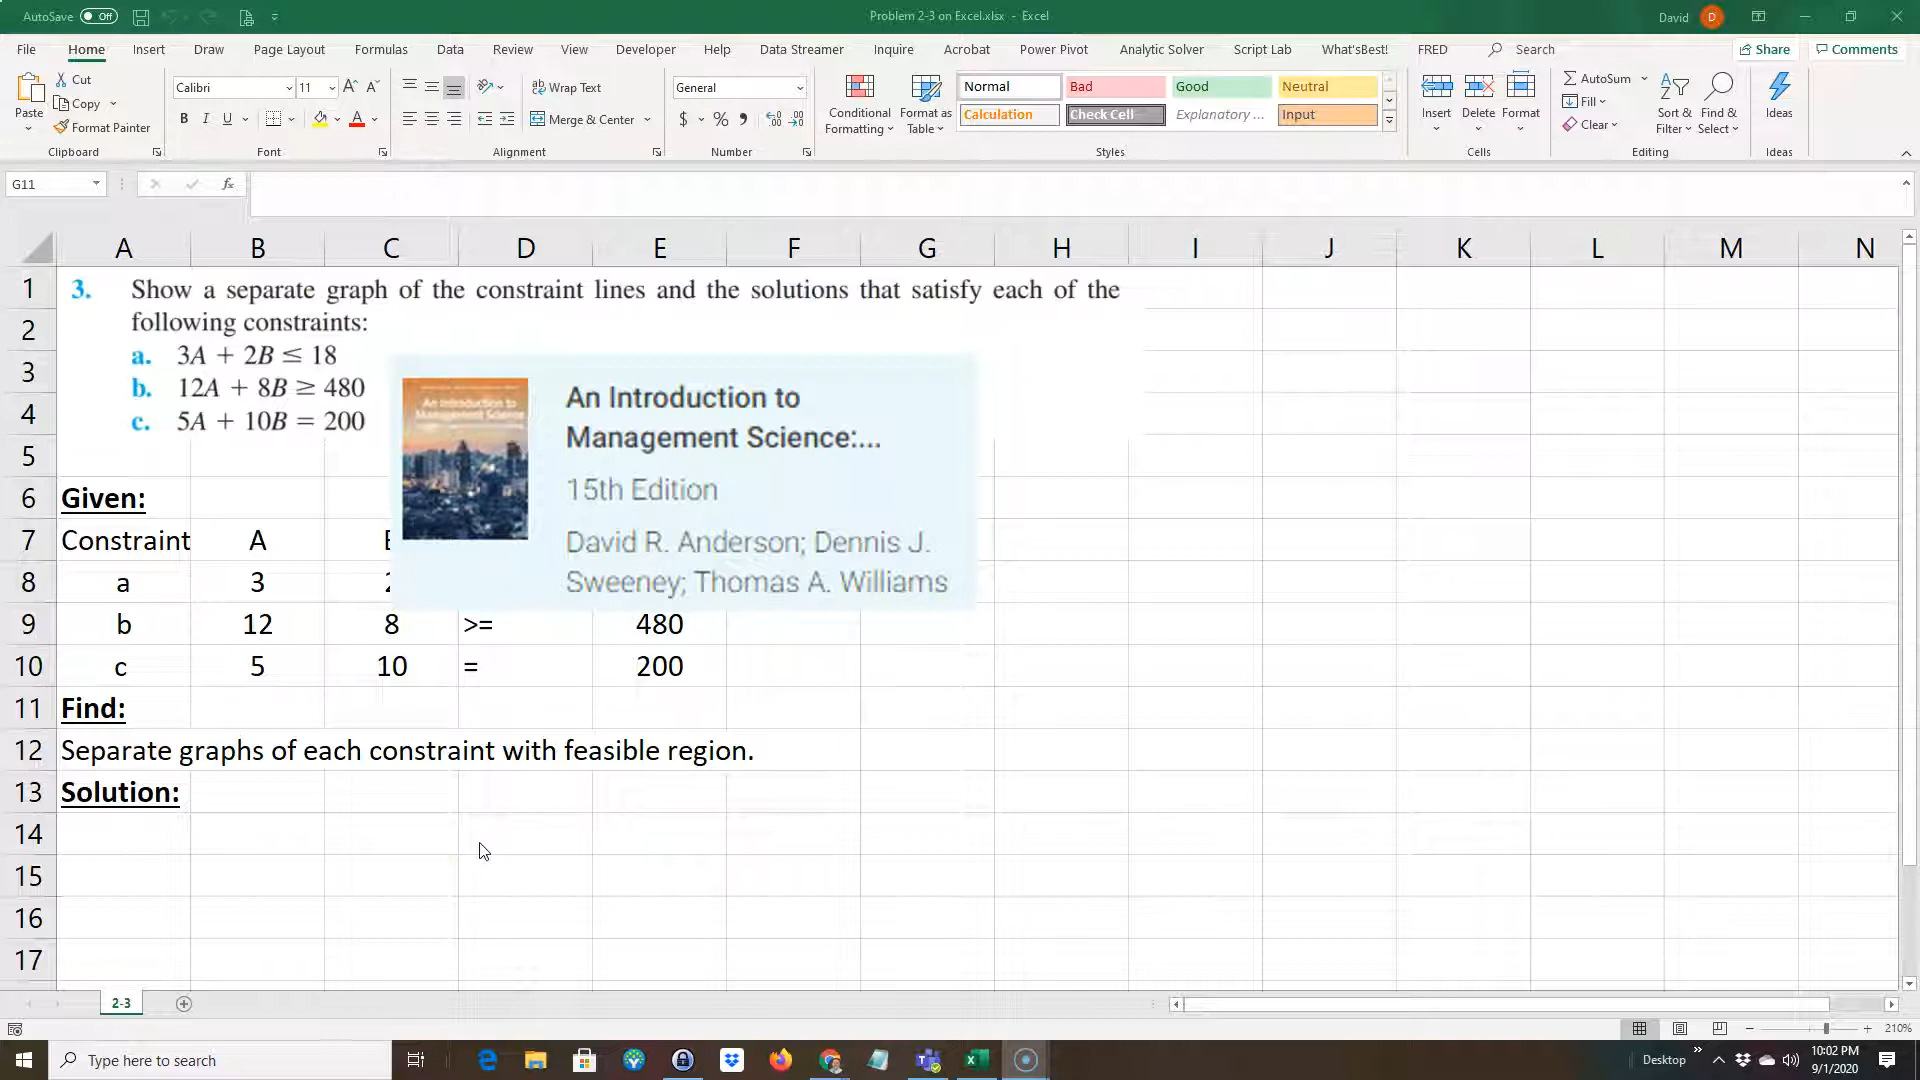 AutoSave Off
Problem 2-3 on Excel.xlsx - Excel
David D
File Home Insert Draw Page Layout Formulas Data Review View Developer Help Data Streamer Inquire Acrobat Power Pivot Analytic Solver Script Lab What'sBest! FRED Search Share Comments
Paste
Cut
Copy
Format Painter
Clipboard
Calibri 11
B I U
Font
Wrap Text
Merge & Center
Alignment
General
$ % ,
Number
Conditional Formatting
Format as Table
Normal Bad Good Neutral
Calculation Check Cell Explanatory ... Input
Styles
Insert Delete Format
Cells
AutoSum
Fill
Clear
Sort & Filter
Find & Select
Editing
Ideas
Ideas
G11
fx
A B C D E F G H I J K L M N
1
2
3
4
5
6
7
8
9
10
11
12
13
14
15
16
17
3. Show a separate graph of the constraint lines and the solutions that satisfy each of the
following constraints:
a. 3A + 2B ≤ 18
b. 12A + 8B ≥ 480
c. 5A + 10B = 200
An Introduction to
Management Science:...
15th Edition
David R. Anderson; Dennis J.
Sweeney; Thomas A. Williams
Given:
Constraint A
a 3
b 12 8 >= 480
c 5 10 = 200
Find:
Separate graphs of each constraint with feasible region.
Solution:
2-3
210%
Type here to search
Desktop
10:02 PM
9/1/2020